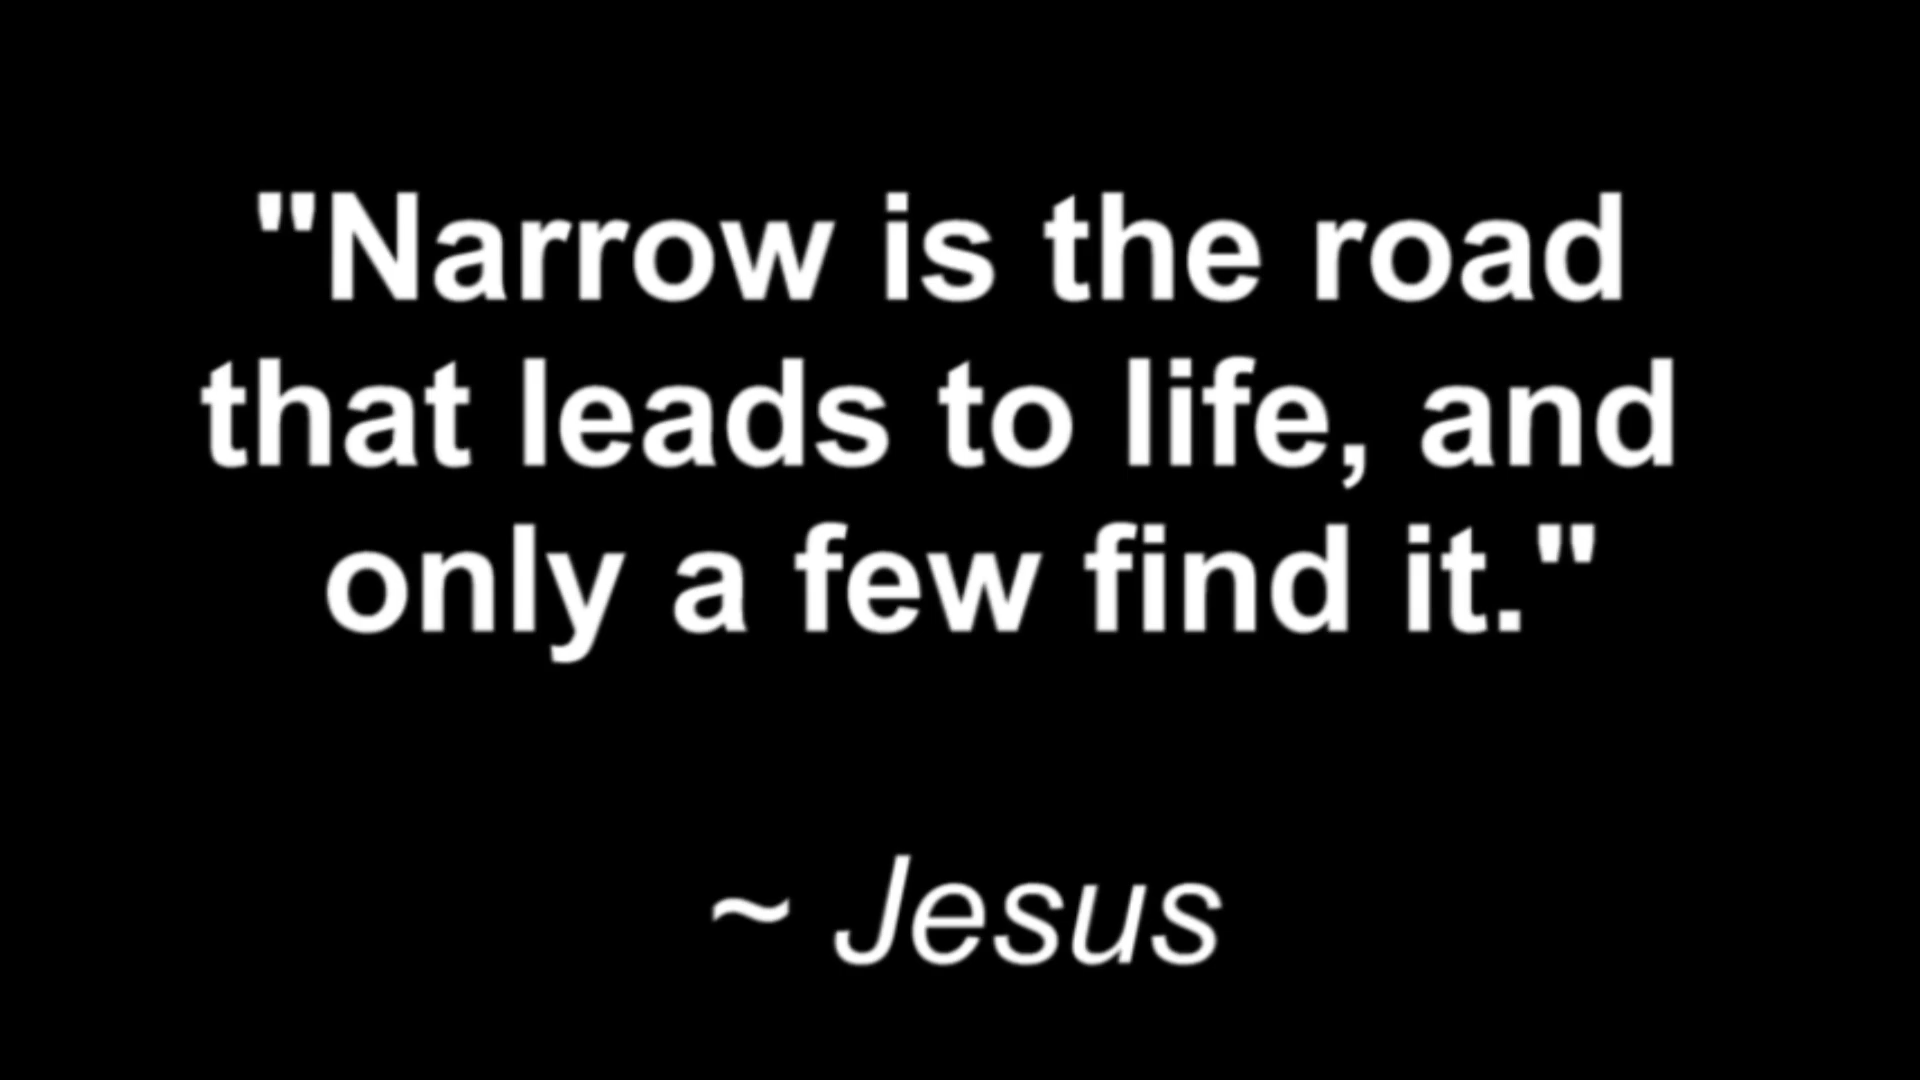 "Narrow is the road
that leads to life, and
only a few find it."
~ Jesus